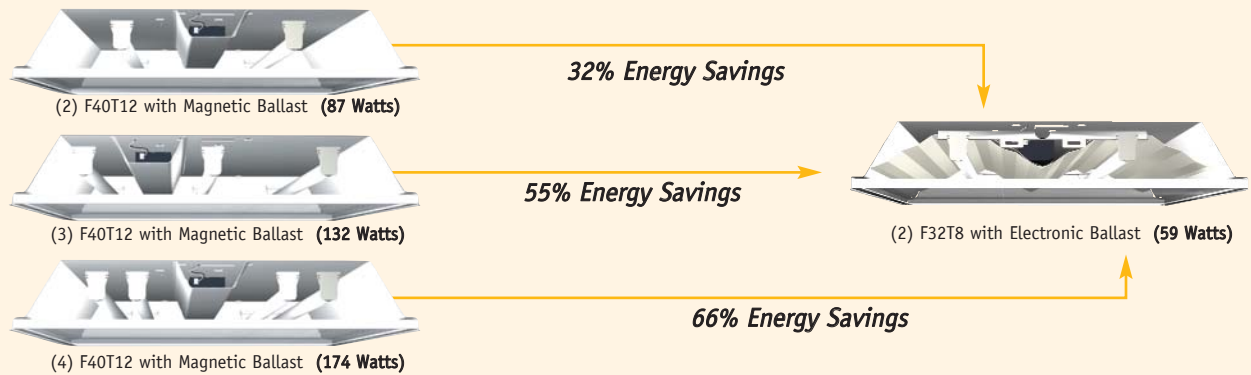 32% Energy Savings
(2) F40T12 with Magnetic Ballast (87 Watts)
55% Energy Savings
(3) F40T12 with Magnetic Ballast (132 Watts)
(2) F32T8 with Electronic Ballast (59 Watts)
66% Energy Savings
(4) F40T12 with Magnetic Ballast (174 Watts)